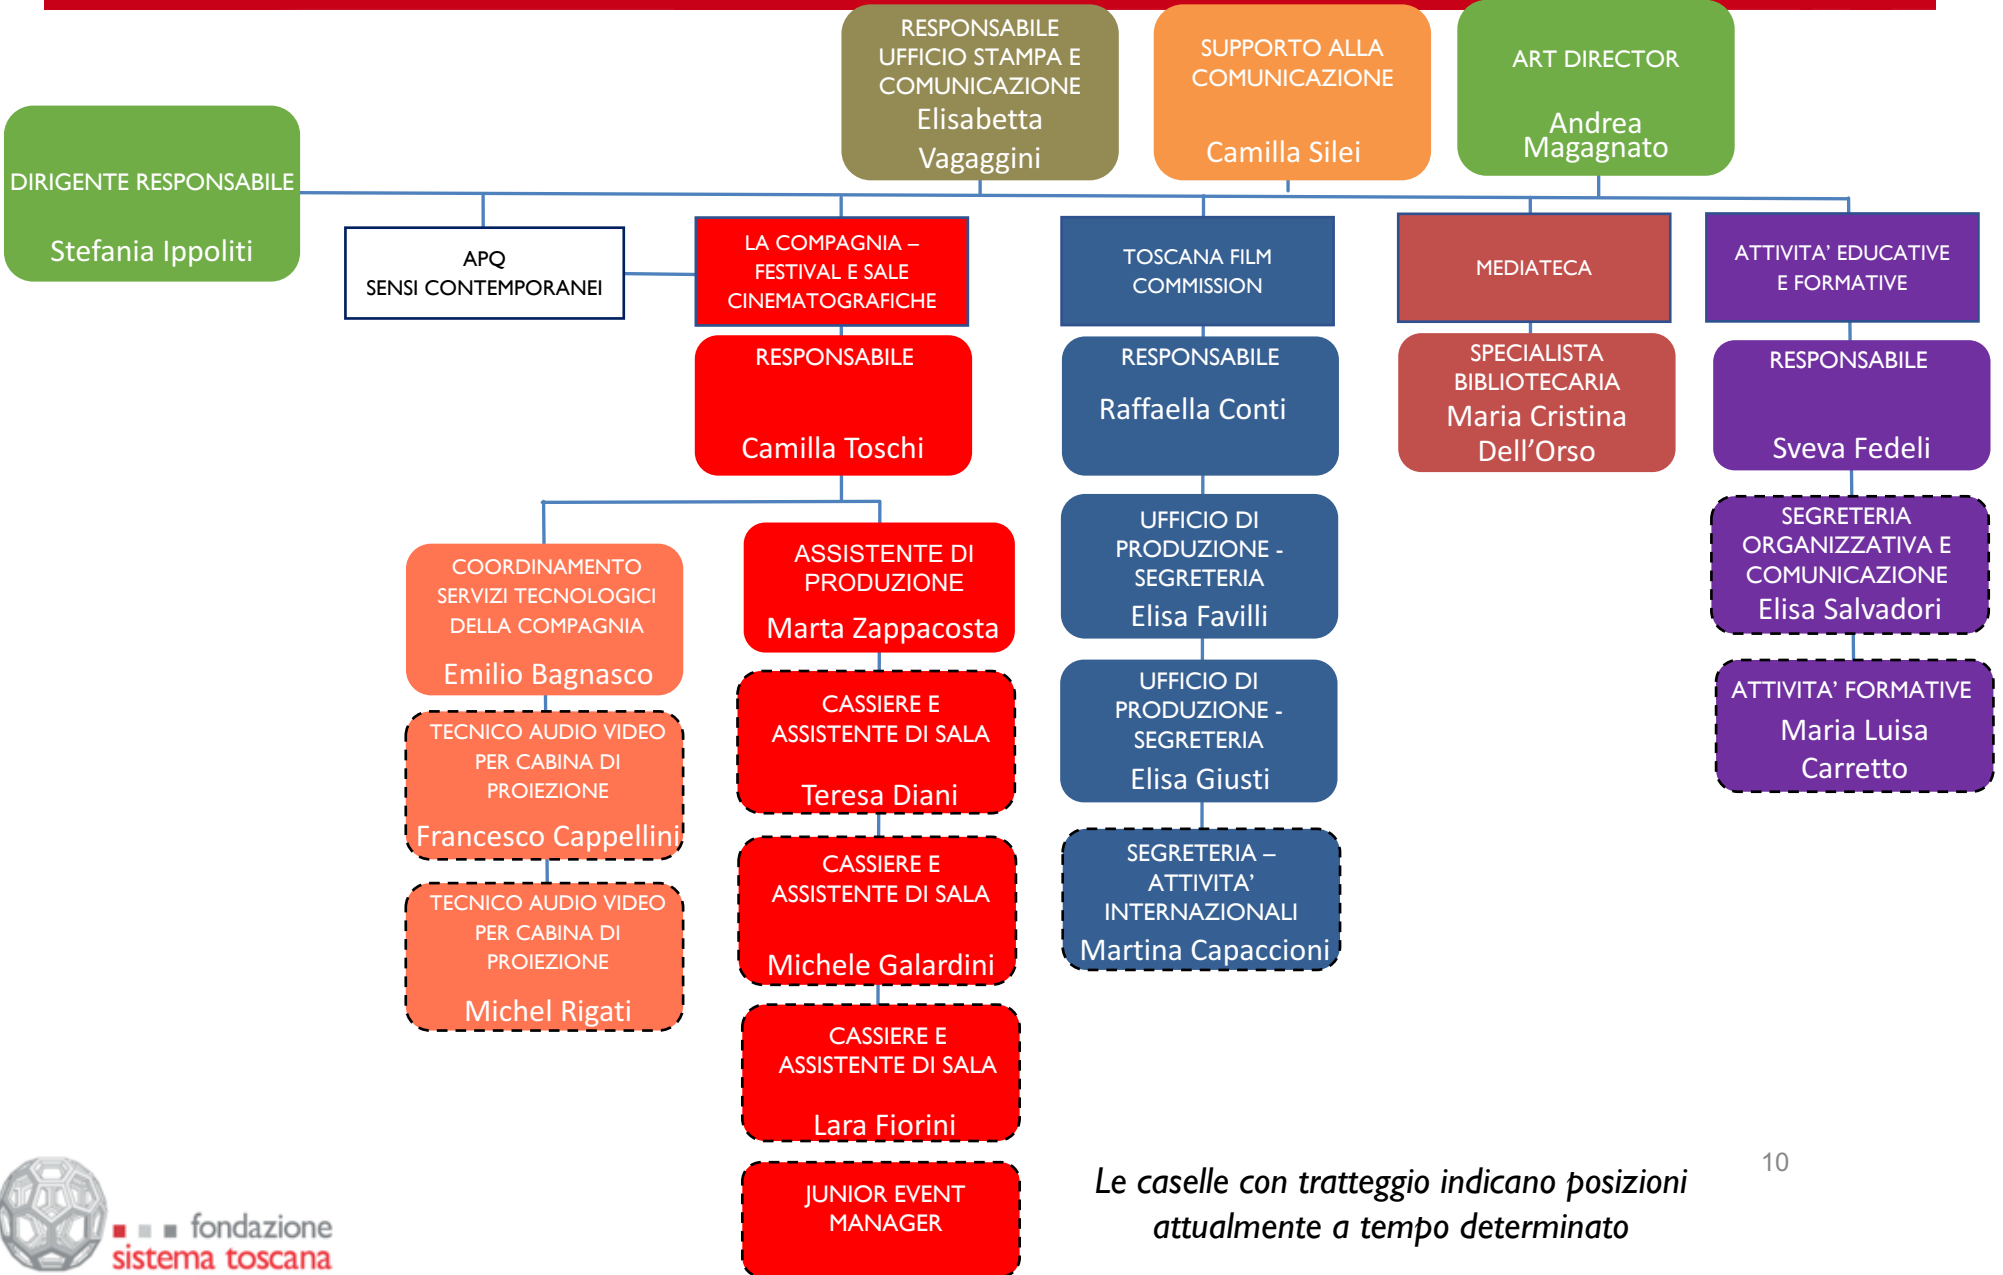 RESPONSABILE
UFFICIO STAMPA E
COMUNICAZIONE
Elisabetta
Vagaggini
SUPPORTO ALLA
COMUNICAZIONE
Camilla Silei
ART DIRECTOR
Andrea
Magagnato
DIRIGENTE RESPONSABILE
Stefania Ippoliti
APQ
SENSI CONTEMPORANEI
LA COMPAGNIA –
FESTIVAL E SALE
CINEMATOGRAFICHE
TOSCANA FILM
COMMISSION
MEDIATECA
ATTIVITA’ EDUCATIVE
E FORMATIVE
RESPONSABILE
Camilla Toschi
RESPONSABILE
Raffaella Conti
SPECIALISTA
BIBLIOTECARIA
Maria Cristina
Dell’Orso
RESPONSABILE
Sveva Fedeli
COORDINAMENTO
SERVIZI TECNOLOGICI
DELLA COMPAGNIA
Emilio Bagnasco
ASSISTENTE DI
PRODUZIONE
Marta Zappacosta
UFFICIO DI
PRODUZIONE -
SEGRETERIA
Elisa Favilli
SEGRETERIA
ORGANIZZATIVA E
COMUNICAZIONE
Elisa Salvadori
TECNICO AUDIO VIDEO
PER CABINA DI
PROIEZIONE
Francesco Cappellini
CASSIERE E
ASSISTENTE DI SALA
Teresa Diani
UFFICIO DI
PRODUZIONE -
SEGRETERIA
Elisa Giusti
ATTIVITA’ FORMATIVE
Maria Luisa
Carretto
TECNICO AUDIO VIDEO
PER CABINA DI
PROIEZIONE
Michel Rigati
CASSIERE E
ASSISTENTE DI SALA
Michele Galardini
SEGRETERIA –
ATTIVITA’
INTERNAZIONALI
Martina Capaccioni
CASSIERE E
ASSISTENTE DI SALA
Lara Fiorini
JUNIOR EVENT
MANAGER
Le caselle con tratteggio indicano posizioni
attualmente a tempo determinato
10
fondazione
sistema toscana